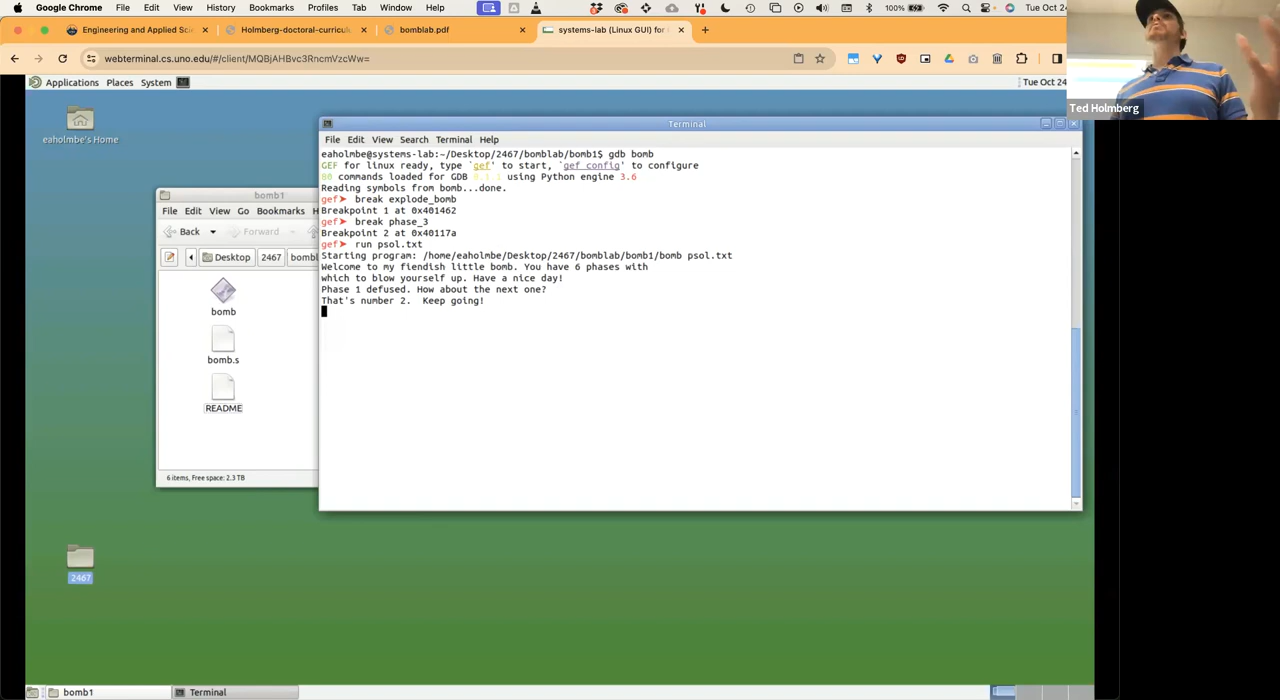 Google Chrome File Edit View History Bookmarks Profiles Tab Window Help 100% Tue Oct
Engineering and Applied Scie
Holmberg-doctoral-curriculu
bomblab.pdf
systems-lab (Linux GUI) for
webterminal.cs.uno.edu/#/client/MQBjAHBvc3RncmVzcWw=
Ted Holmberg
Applications Places System
Tue Oct 24
eaholmbe's Home
Terminal
File Edit View Search Terminal Help
eaholmbe@systems-lab:~/Desktop/2467/bomblab/bomb1$ gdb bomb
GEF for linux ready, type `gef' to start, `gef config' to configure
80 commands loaded for GDB 8.1.1 using Python engine 3.6
Reading symbols from bomb...done.
gef➤ break explode_bomb
Breakpoint 1 at 0x401462
gef➤ break phase_3
Breakpoint 2 at 0x40117a
gef➤ run psol.txt
Starting program: /home/eaholmbe/Desktop/2467/bomblab/bomb1/bomb psol.txt
Welcome to my fiendish little bomb. You have 6 phases with
which to blow yourself up. Have a nice day!
Phase 1 defused. How about the next one?
That's number 2.  Keep going!
bomb1
File Edit View Go Bookmarks H
Back Forward
Desktop 2467 bombl
bomb
bomb.s
README
6 items, Free space: 2.3 TB
2467
bomb1
Terminal